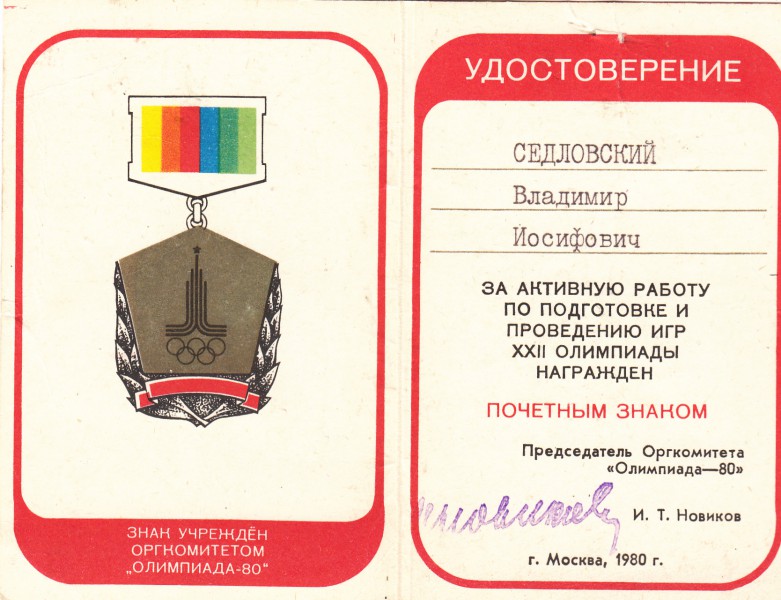 ЗНАК УЧРЕЖДЁН
ОРГКОМИТЕТОМ
„ОЛИМПИАДА-80"
УДОСТОВЕРЕНИЕ
СЕДЛОВСКИЙ
Владимир
Иосифович
ЗА АКТИВНУЮ РАБОТУ
ПО ПОДГОТОВКЕ И
ПРОВЕДЕНИЮ ИГР
XXII ОЛИМПИАДЫ
НАГРАЖДЕН
ПОЧЕТНЫМ ЗНАКОМ
Председатель Оргкомитета
«Олимпиада—80»
И. Т. Новиков
г. Москва, 1980 г.